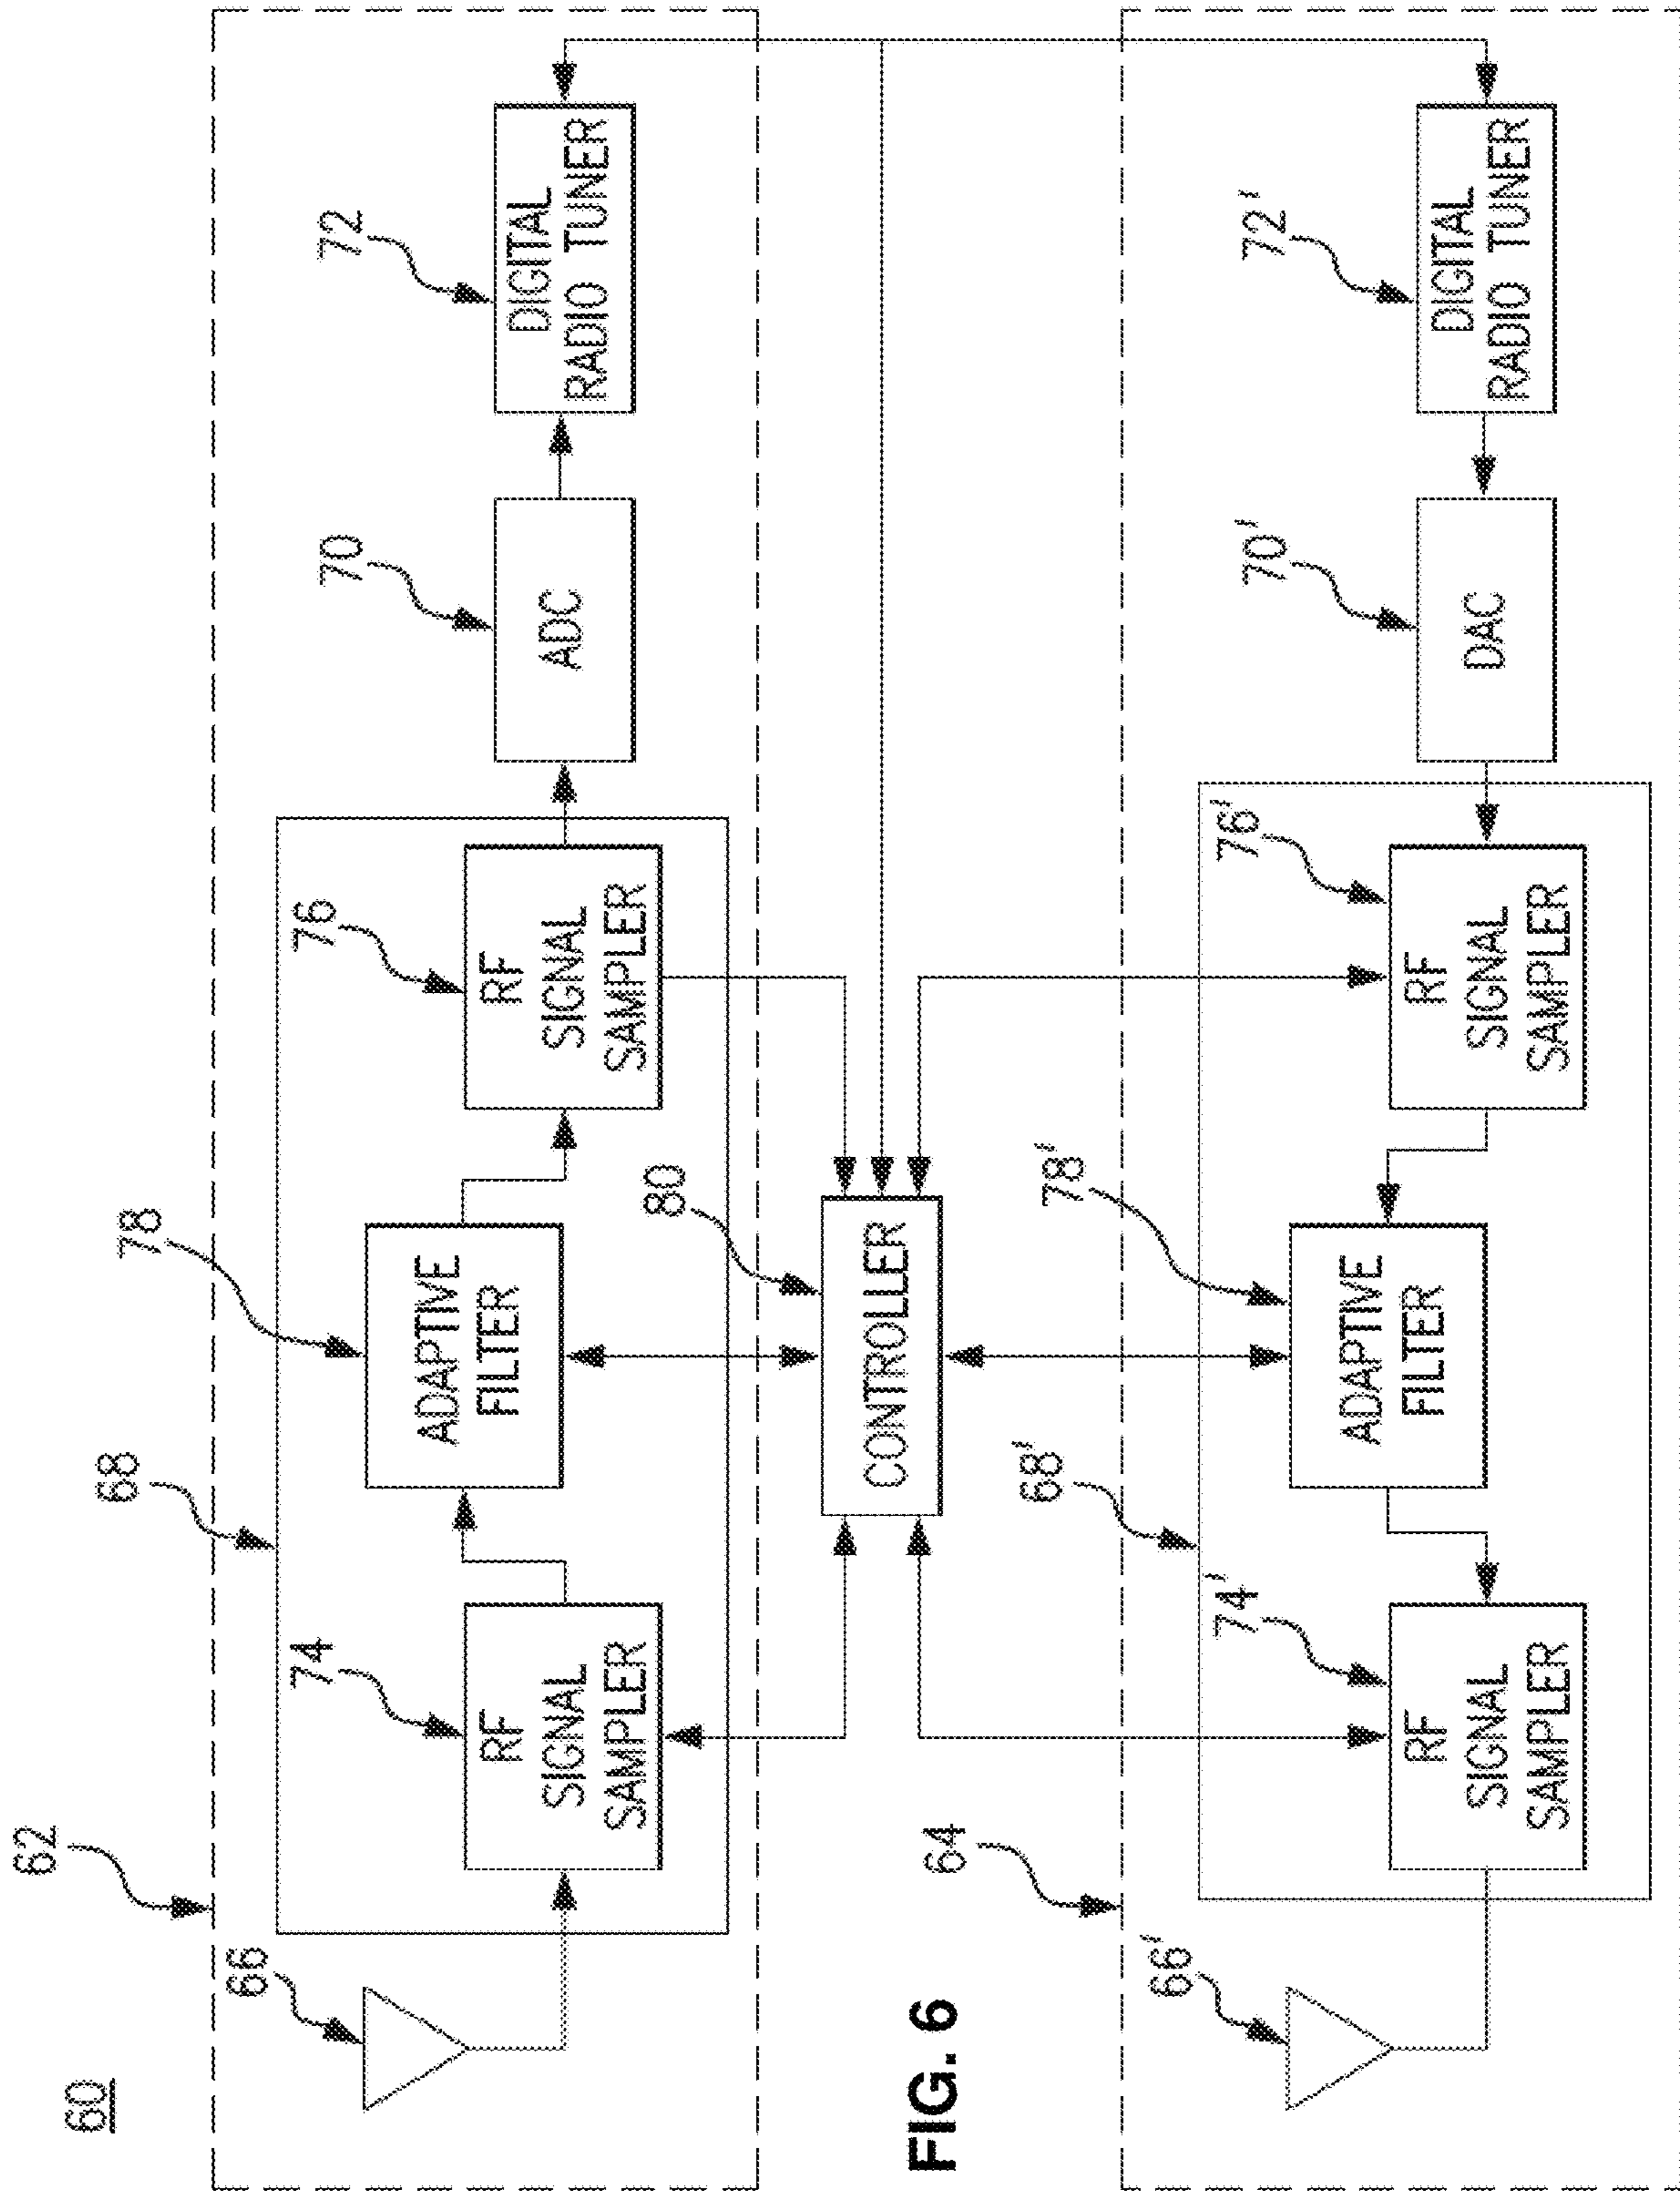 60
62
66
68
74
RF
SIGNAL
SAMPLER
78
ADAPTIVE
FILTER
76
RF
SIGNAL
SAMPLER
70
ADC
72
DIGITAL
RADIO TUNER
80
CONTROLLER
FIG. 6
64
66'
68'
74'
RF
SIGNAL
SAMPLER
78'
ADAPTIVE
FILTER
76'
RF
SIGNAL
SAMPLER
70'
DAC
72'
DIGITAL
RADIO TUNER